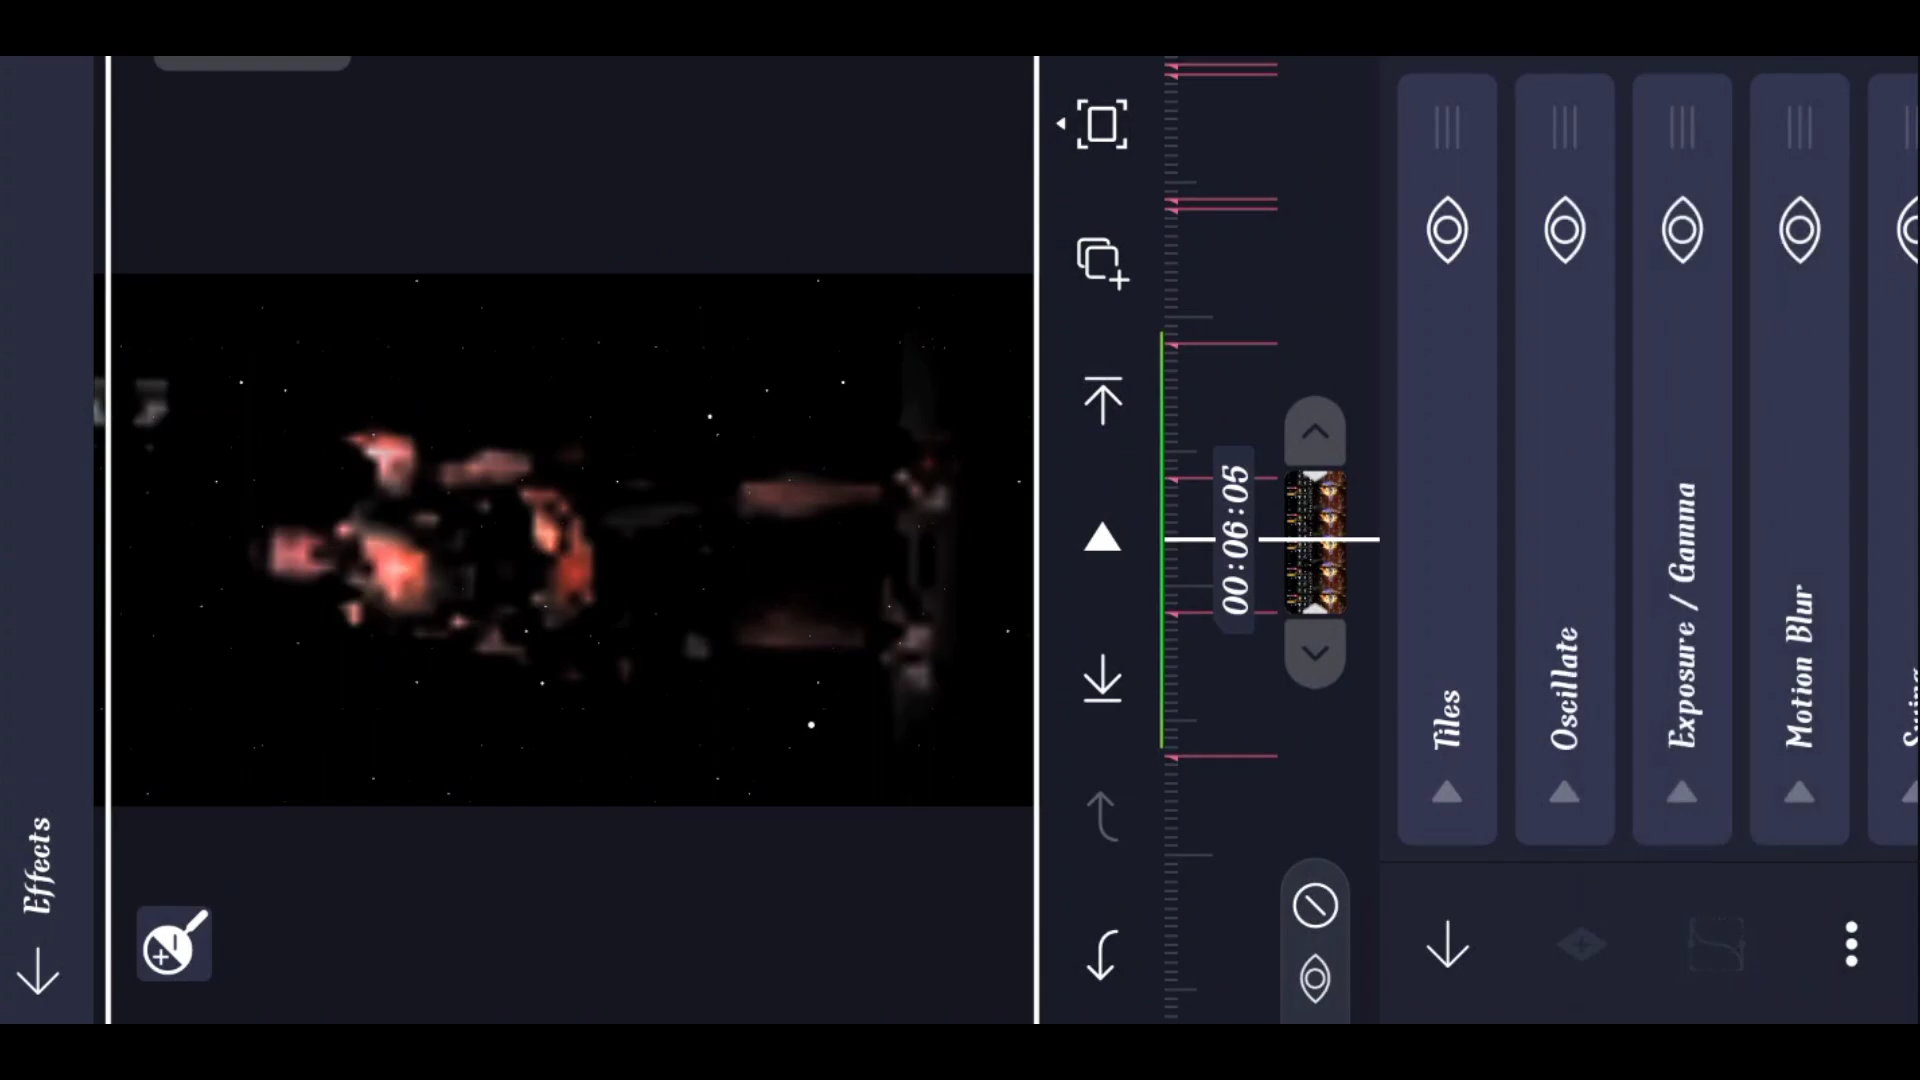 Effects
00:06:05
Tiles
Oscillate
Exposure / Gamma
Motion Blur